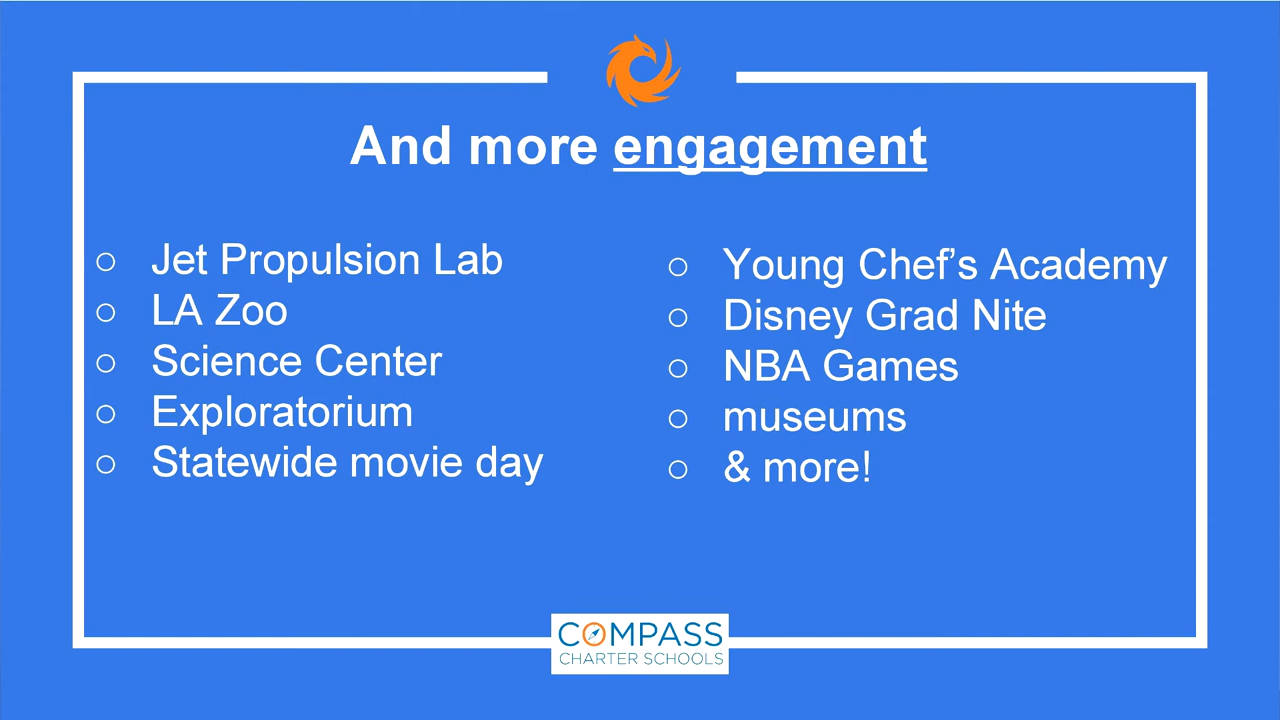 And more engagement
Jet Propulsion Lab
LA Zoo
Science Center
Exploratorium
Statewide movie day
Young Chef’s Academy
Disney Grad Nite
NBA Games
museums
& more!
COMPASS
CHARTER SCHOOLS